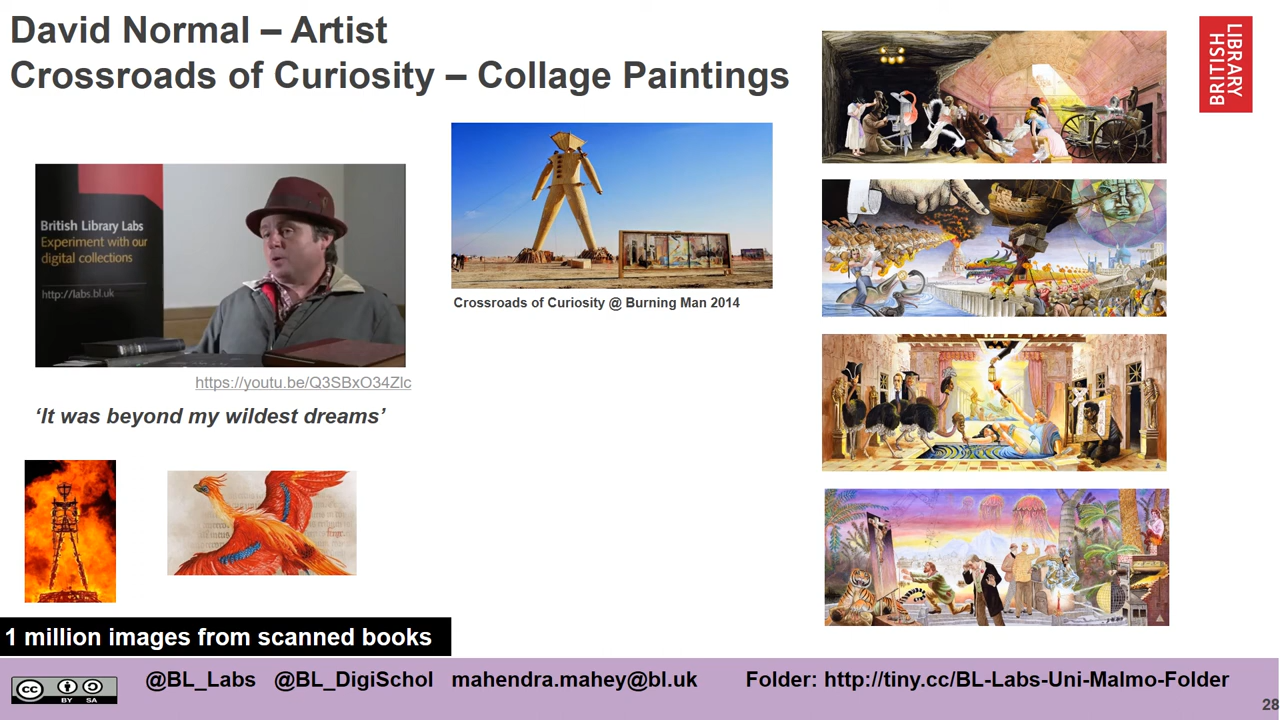 David Normal – Artist
Crossroads of Curiosity – Collage Paintings
LIBRARY
BRITISH
British Library Labs
Experiment with our
digital collections
http://labs.bl.uk
Crossroads of Curiosity @ Burning Man 2014
https://youtu.be/Q3SBxO34Zlc
‘It was beyond my wildest dreams’
1 million images from scanned books
cc
BY SA
@BL_Labs @BL_DigiSchol mahendra.mahey@bl.uk Folder: http://tiny.cc/BL-Labs-Uni-Malmo-Folder
28